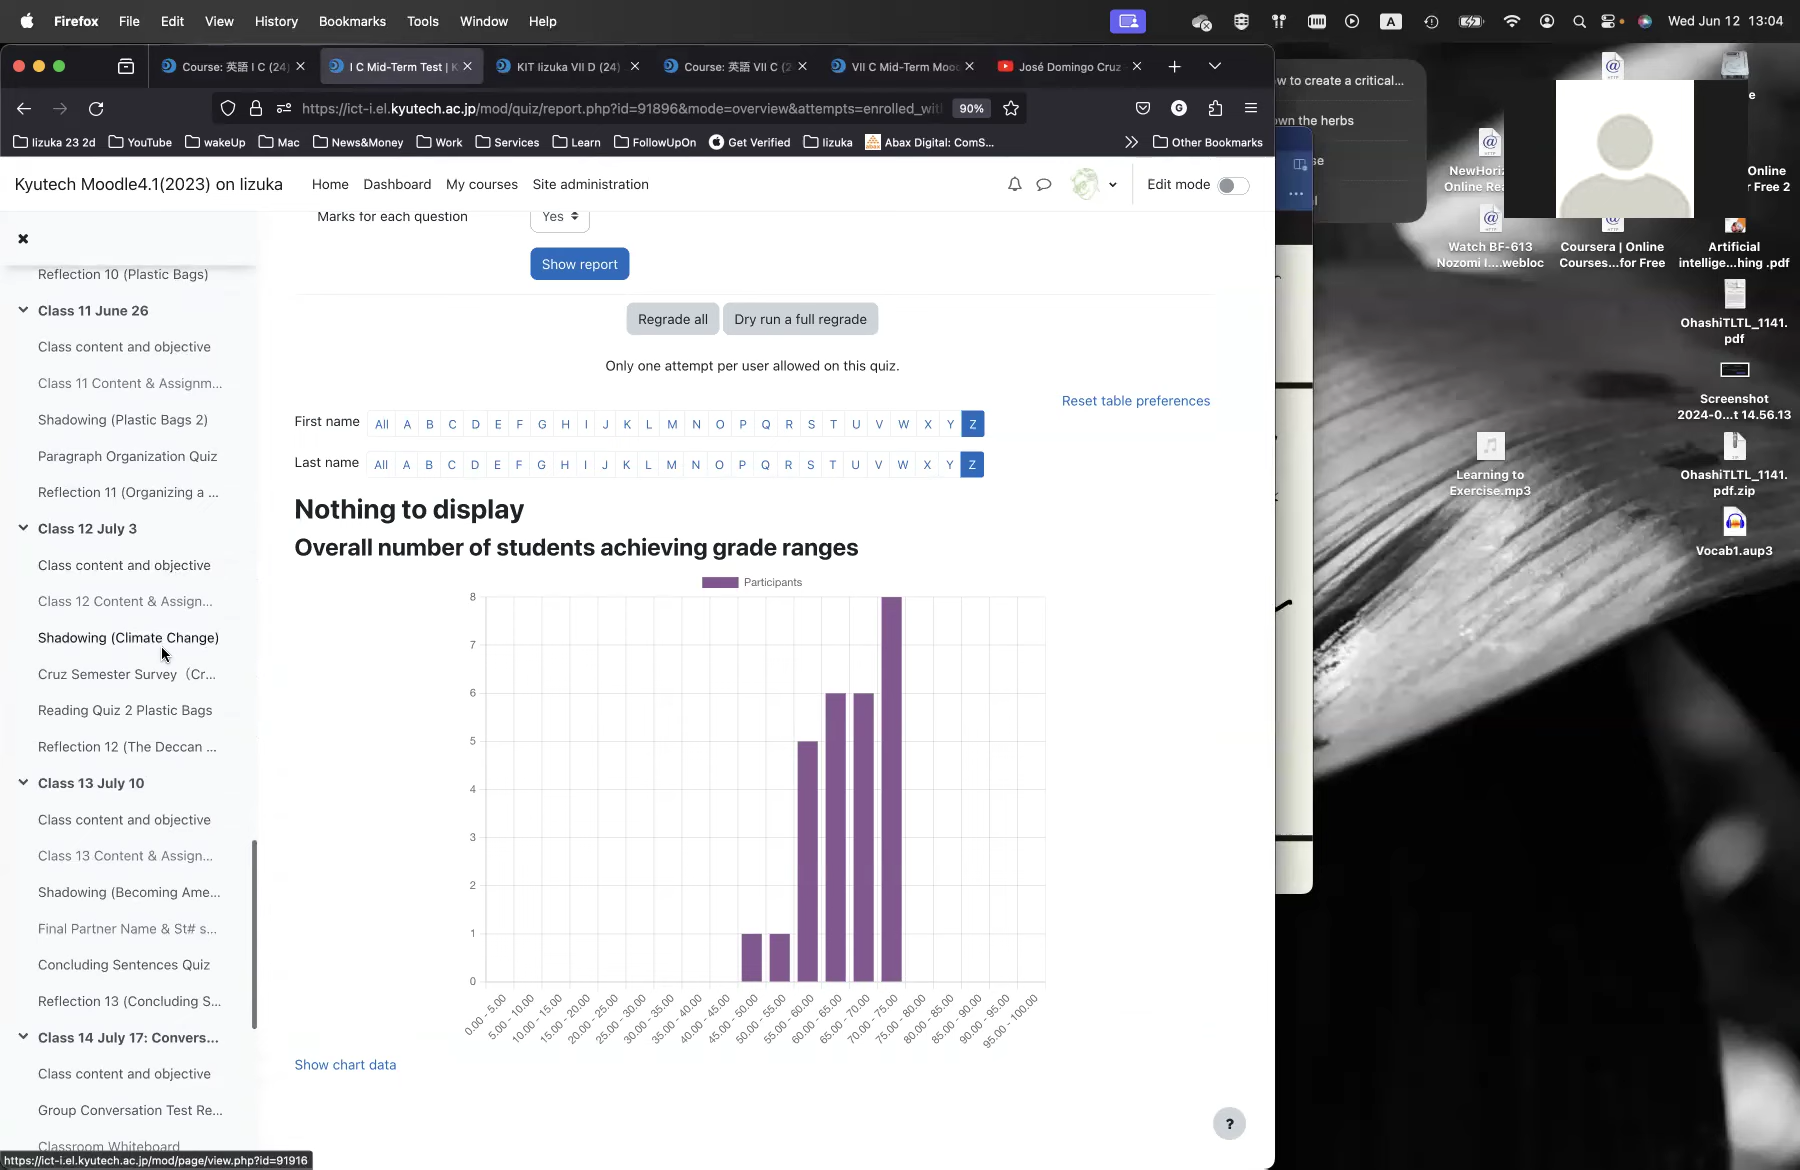 Firefox File Edit View History Bookmarks Tools Window Help
A
Wed Jun 12 13:04
Course: 英語 I C (24)
I C Mid-Term Test | K
KIT Iizuka VII D (24)
Course: 英語 VII C (2
VII C Mid-Term Moo
José Domingo Cruz -
https://ict-i.el.kyutech.ac.jp/mod/quiz/report.php?id=91896&mode=overview&attempts=enrolled_wit
90%
G
Iizuka 23 2d YouTube wakeUp Mac News&Money Work Services Learn FollowUpOn Get Verified Iizuka Abax Digital: ComS... Other Bookmarks
Kyutech Moodle4.1(2023) on Iizuka
Home Dashboard My courses Site administration
Edit mode
Reflection 10 (Plastic Bags)
Class 11 June 26
Class content and objective
Class 11 Content & Assignm...
Shadowing (Plastic Bags 2)
Paragraph Organization Quiz
Reflection 11 (Organizing a ...
Class 12 July 3
Class content and objective
Class 12 Content & Assign...
Shadowing (Climate Change)
Cruz Semester Survey（Cr...
Reading Quiz 2 Plastic Bags
Reflection 12 (The Deccan ...
Class 13 July 10
Class content and objective
Class 13 Content & Assign...
Shadowing (Becoming Ame...
Final Partner Name & St# s...
Concluding Sentences Quiz
Reflection 13 (Concluding S...
Class 14 July 17: Convers...
Class content and objective
Group Conversation Test Re...
Classroom Whiteboard
https://ict-i.el.kyutech.ac.jp/mod/page/view.php?id=91916
Marks for each question
Yes
Show report
Regrade all
Dry run a full regrade
Only one attempt per user allowed on this quiz.
Reset table preferences
First name All A B C D E F G H I J K L M N O P Q R S T U V W X Y Z
Last name All A B C D E F G H I J K L M N O P Q R S T U V W X Y Z
Nothing to display
Overall number of students achieving grade ranges
Participants
8
7
6
5
4
3
2
1
0
0.00 - 5.00
5.00 - 10.00
10.00 - 15.00
15.00 - 20.00
20.00 - 25.00
25.00 - 30.00
30.00 - 35.00
35.00 - 40.00
40.00 - 45.00
45.00 - 50.00
50.00 - 55.00
55.00 - 60.00
60.00 - 65.00
65.00 - 70.00
70.00 - 75.00
75.00 - 80.00
80.00 - 85.00
85.00 - 90.00
90.00 - 95.00
95.00 - 100.00
Show chart data
?
w to create a critical...
own the herbs
se
l
NewHori
Online Rea
Online
r Free 2
e
Watch BF-613
Nozomi I....webloc
Coursera | Online
Courses...for Free
Artificial
intellige...hing .pdf
OhashiTLTL_1141.
pdf
Screenshot
2024-0...t 14.56.13
Learning to
Exercise.mp3
OhashiTLTL_1141.
pdf.zip
Vocab1.aup3